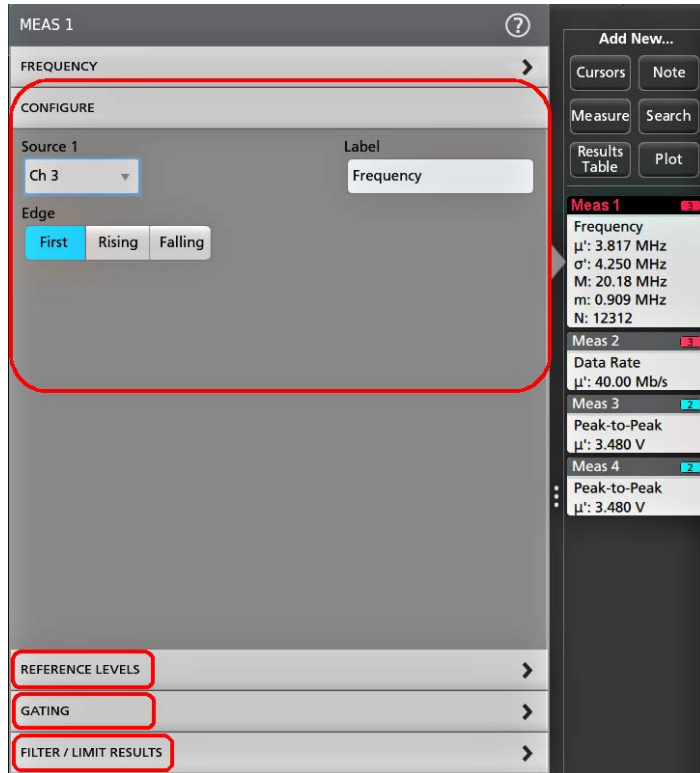 MEAS 1
?
FREQUENCY
CONFIGURE
Source 1
Label
Ch 3
Frequency
Edge
First Rising Falling
REFERENCE LEVELS
GATING
FILTER / LIMIT RESULTS
Add New...
Cursors Note
Measure Search
Results Table Plot
Meas 1 3
Frequency
μ': 3.817 MHz
σ': 4.250 MHz
M: 20.18 MHz
m: 0.909 MHz
N: 12312
Meas 2 3
Data Rate
μ': 40.00 Mb/s
Meas 3 2
Peak-to-Peak
μ': 3.480 V
Meas 4 2
Peak-to-Peak
μ': 3.480 V